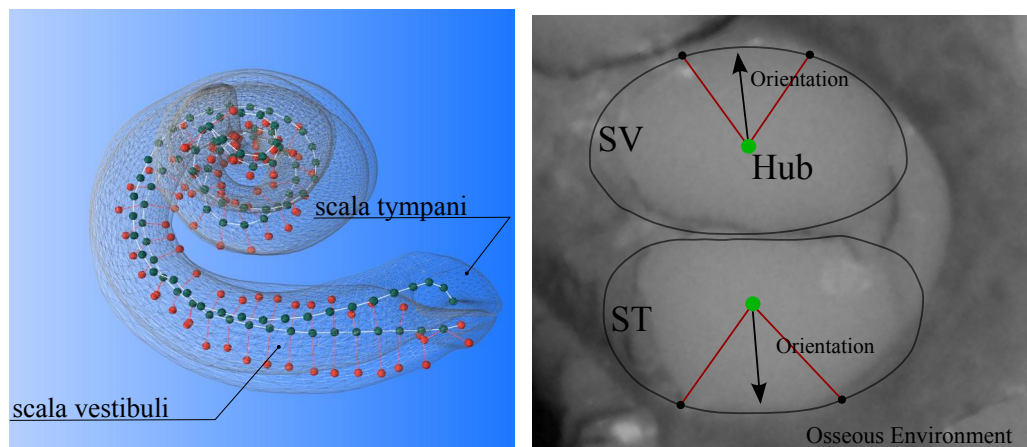 scala tympani
scala vestibuli
Orientation
SV
Hub
ST
Orientation
Osseous Environment